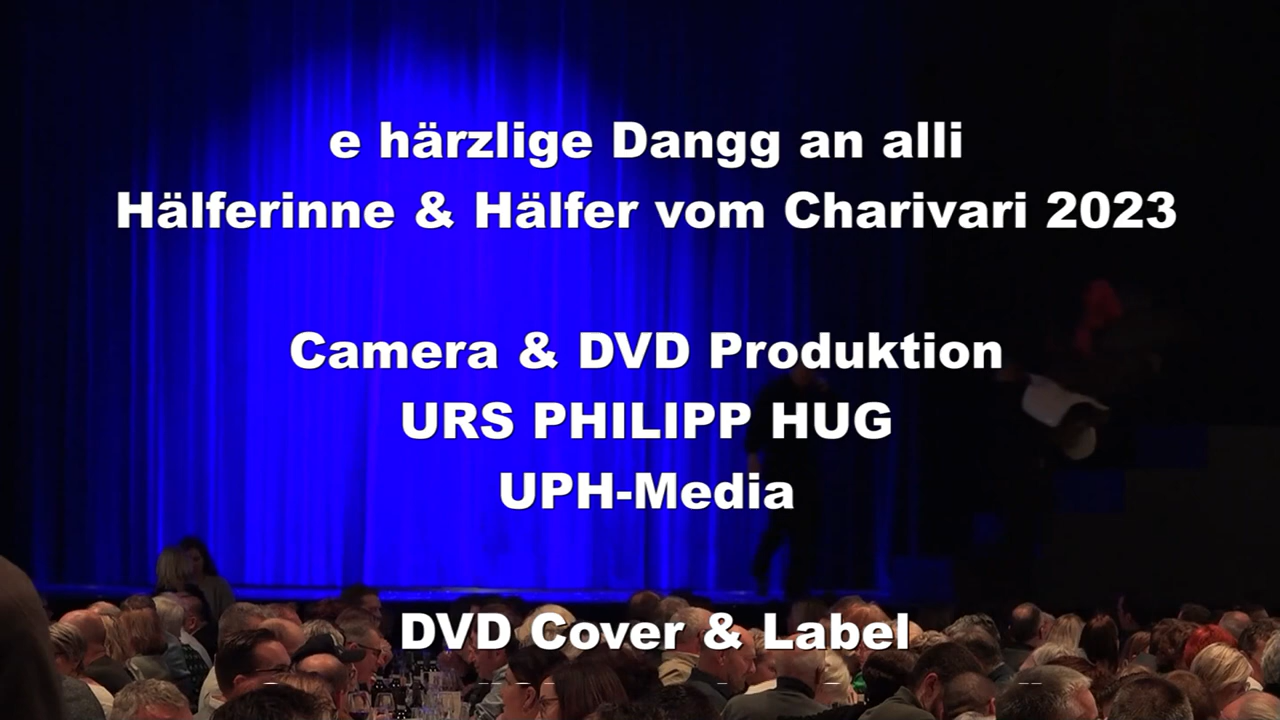 e härzlige Dangg an alli
Hälferinne & Hälfer vom Charivari 2023
Camera & DVD Produktion
URS PHILIPP HUG
UPH-Media
DVD Cover & Label